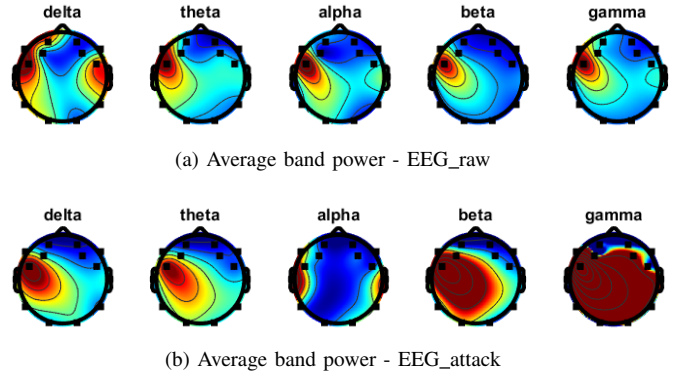 delta theta alpha beta gamma
(a) Average band power - EEG_raw
delta theta alpha beta gamma
(b) Average band power - EEG_attack